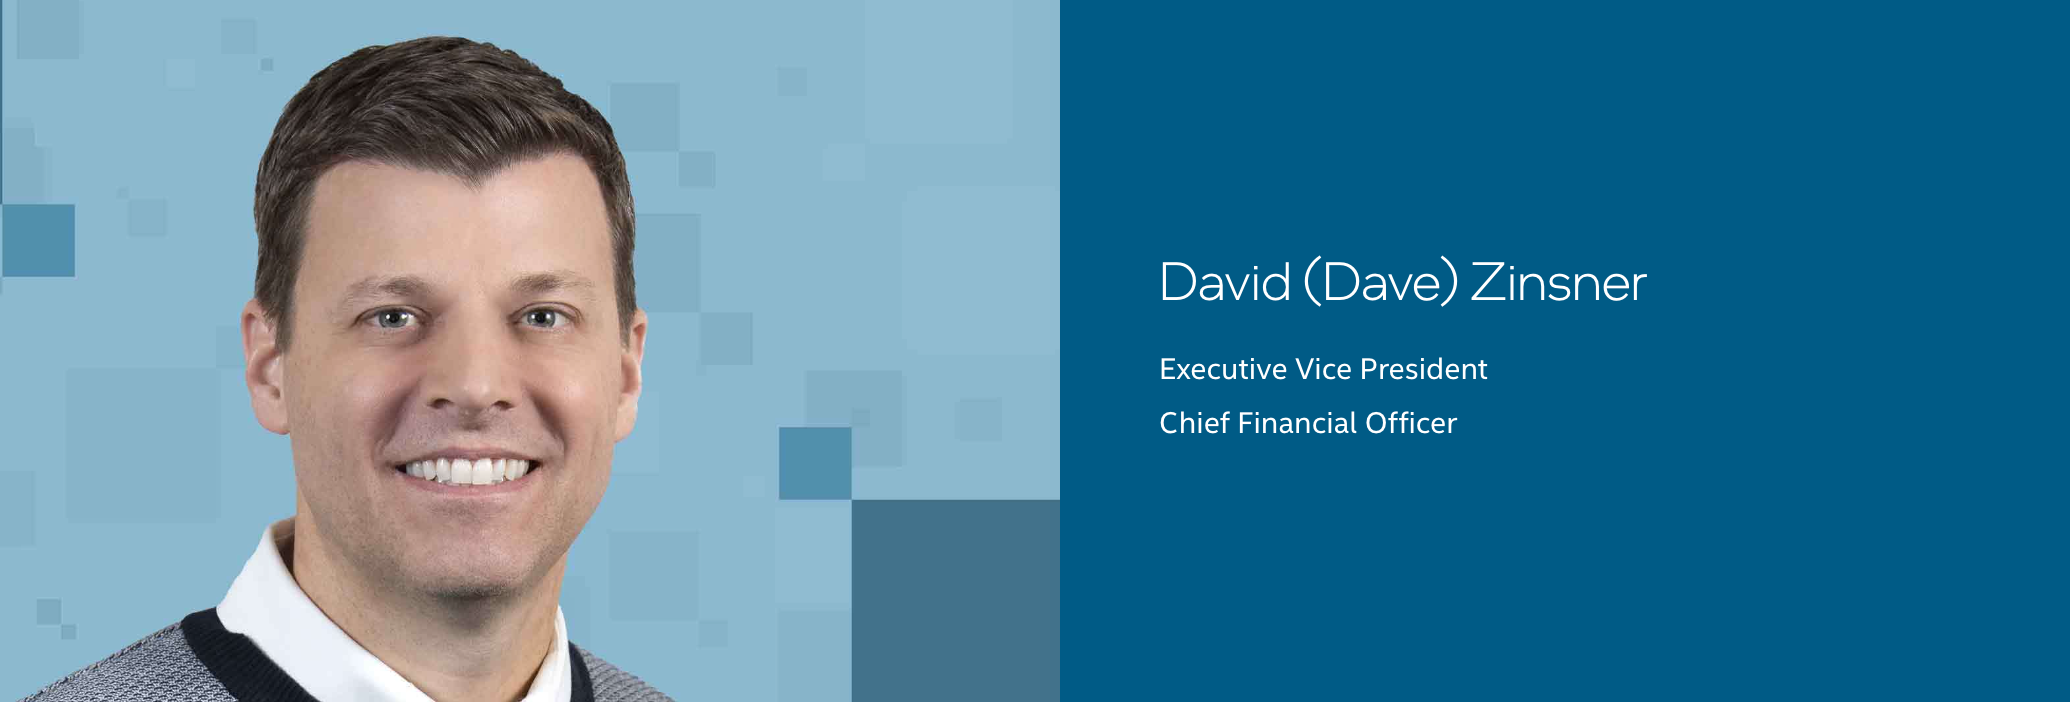 David (Dave) Zinsner
Executive Vice President
Chief Financial Officer